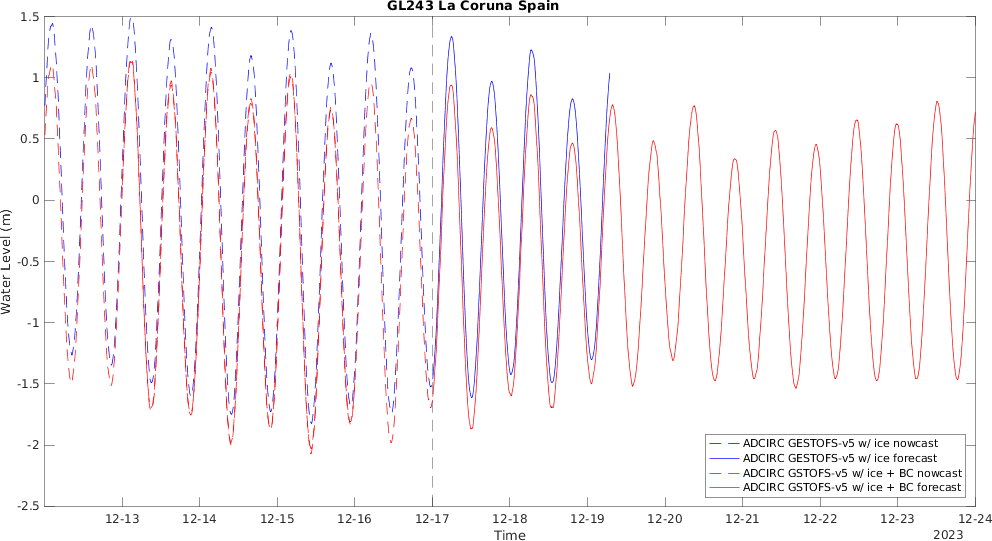 GL243 La Coruna Spain
1.5
1
0.5
0
-0.5
-1
-1.5
-2
-2.5
Water Level (m)
ADCIRC GESTOFS-v5 w/ ice nowcast
ADCIRC GESTOFS-v5 w/ ice forecast
ADCIRC GSTOFS-v5 w/ ice + BC nowcast
ADCIRC GSTOFS-v5 w/ ice + BC forecast
12-13 12-14 12-15 12-16 12-17 12-18 12-19 12-20 12-21 12-22 12-23 12-24
Time
2023